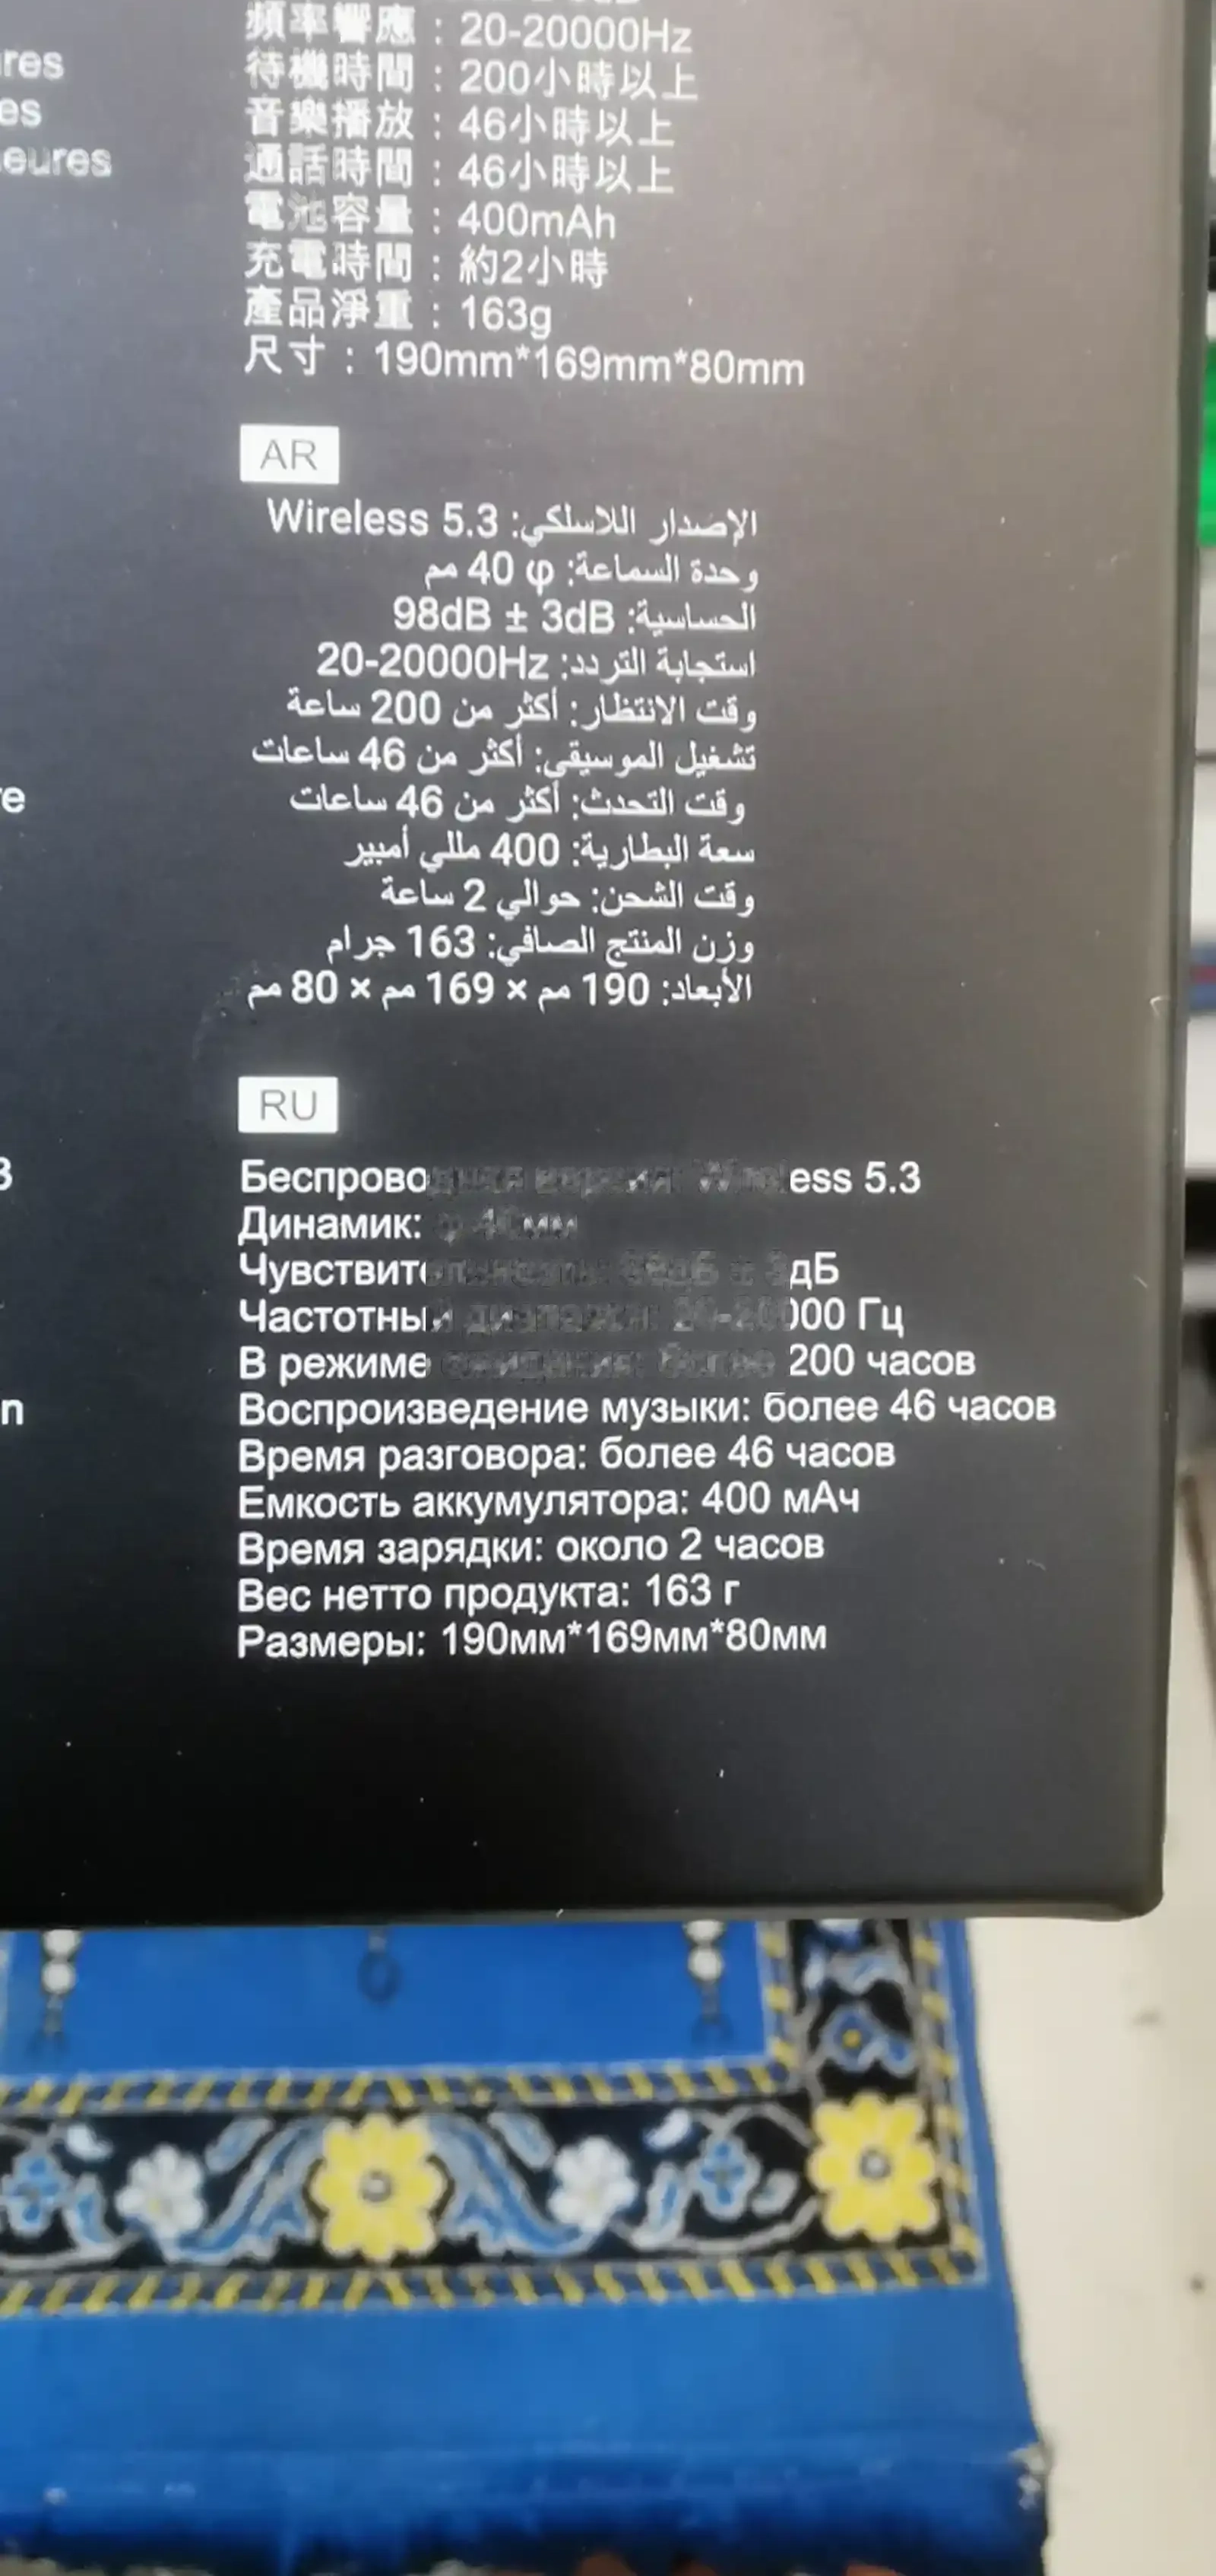 頻率響應：20-20000Hz
待機時間：200小時以上
音樂播放：46小時以上
通話時間：46小時以上
電池容量：400mAh
充電時間：約2小時
產品淨重：163g
尺寸：190mm*169mm*80mm
AR
الإصدار اللاسلكي: Wireless 5.3
وحدة السماعة: φ 40 مم
الحساسية: 98dB ± 3dB
استجابة التردد: 20-20000Hz
وقت الانتظار: أكثر من 200 ساعة
تشغيل الموسيقى: أكثر من 46 ساعات
وقت التحدث: أكثر من 46 ساعات
سعة البطارية: 400 مللي أمبير
وقت الشحن: حوالي 2 ساعة
وزن المنتج الصافي: 163 جرام
الأبعاد: 190 مم × 169 مم × 80 مم
RU
5.3
Динамик:
дБ
Гц
В режиме 200 часов
Воспроизведение музыки: более 46 часов
Время разговора: более 46 часов
Емкость аккумулятора: 400 мАч
Время зарядки: около 2 часов
Вес нетто продукта: 163 г
Размеры: 190мм*169мм*80мм